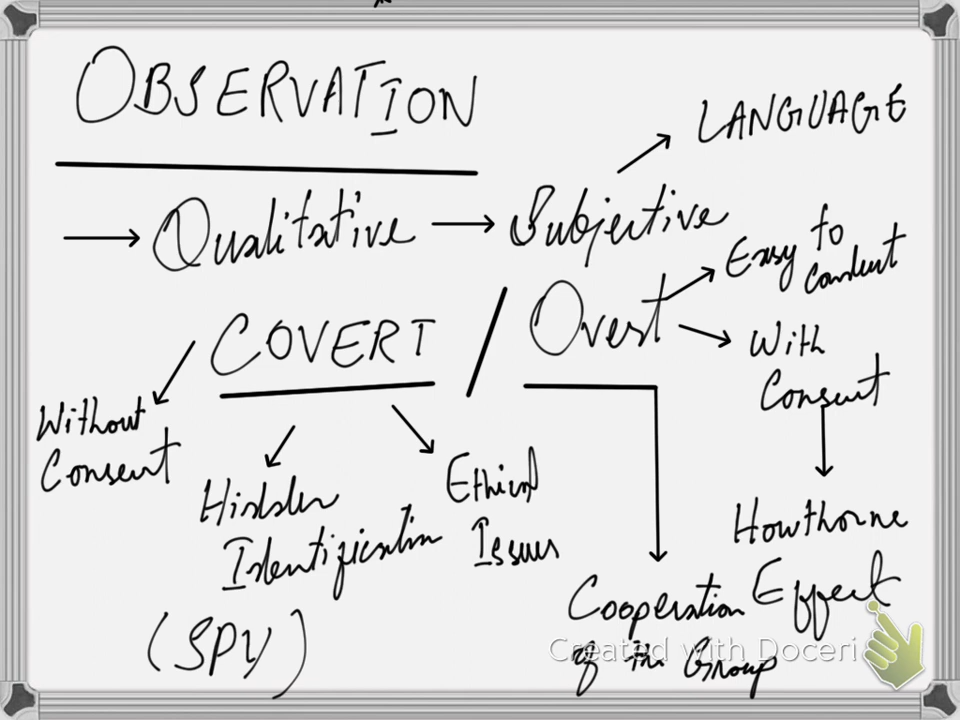 OBSERVATION
LANGUAGE
Qualitative
Subjective
COVERT / Overt
Easy to
Conduct
With
Consent
Without
Consent
Hidden
Identification
Ethical
Issues
(SPY)
Howthorne
Effect
Cooperation
of the Group
Created with Doceri